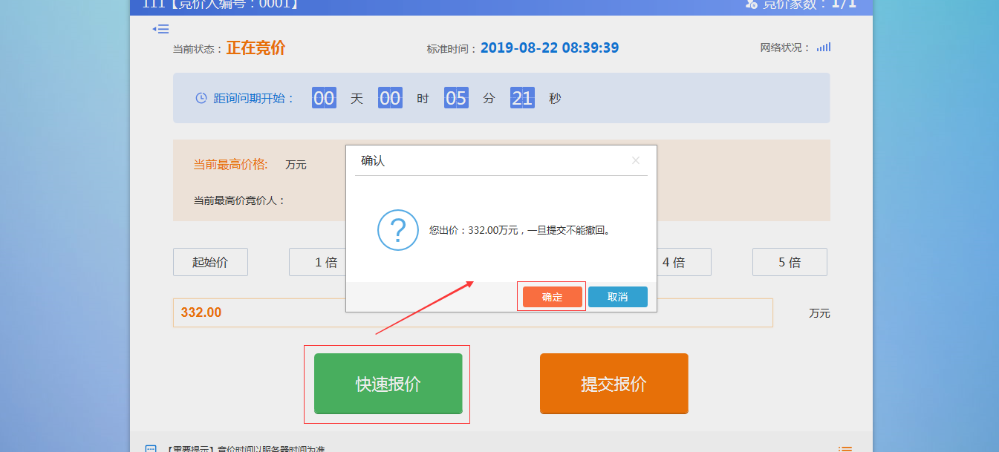 111【竞价人编号：0001】
竞价家数：1/1
当前状态：正在竞价
标准时间：2019-08-22 08:39:39
网络状况：
距询问期开始： 00 天 00 时 05 分 21 秒
当前最高价格: 万元
当前最高价竞价人：
确认
?
您出价：332.00万元，一旦提交不能撤回。
确定 取消
起始价 1 倍 4 倍 5 倍
332.00 万元
快速报价 提交报价
【重要提示】竞价时间以服务器时间为准